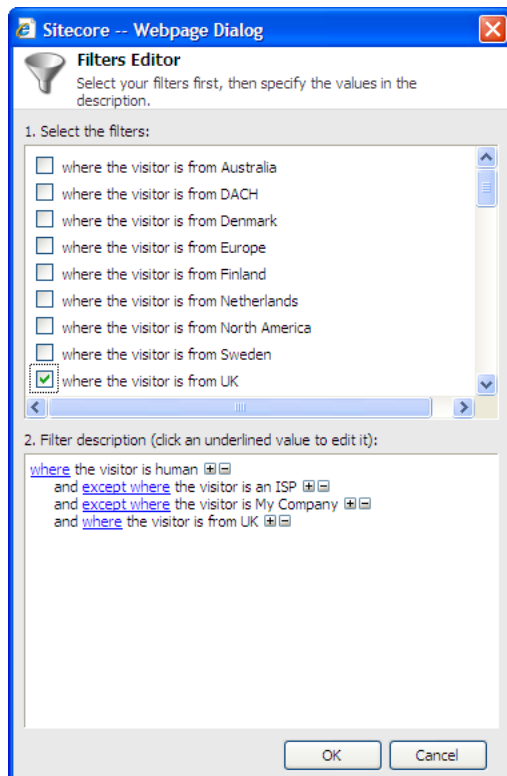 Sitecore -- Webpage Dialog
Filters Editor
Select your filters first, then specify the values in the
description.
1. Select the filters:
where the visitor is from Australia
where the visitor is from DACH
where the visitor is from Denmark
where the visitor is from Europe
where the visitor is from Finland
where the visitor is from Netherlands
where the visitor is from North America
where the visitor is from Sweden
where the visitor is from UK
2. Filter description (click an underlined value to edit it):
where the visitor is human
and except where the visitor is an ISP
and except where the visitor is My Company
and where the visitor is from UK
OK Cancel